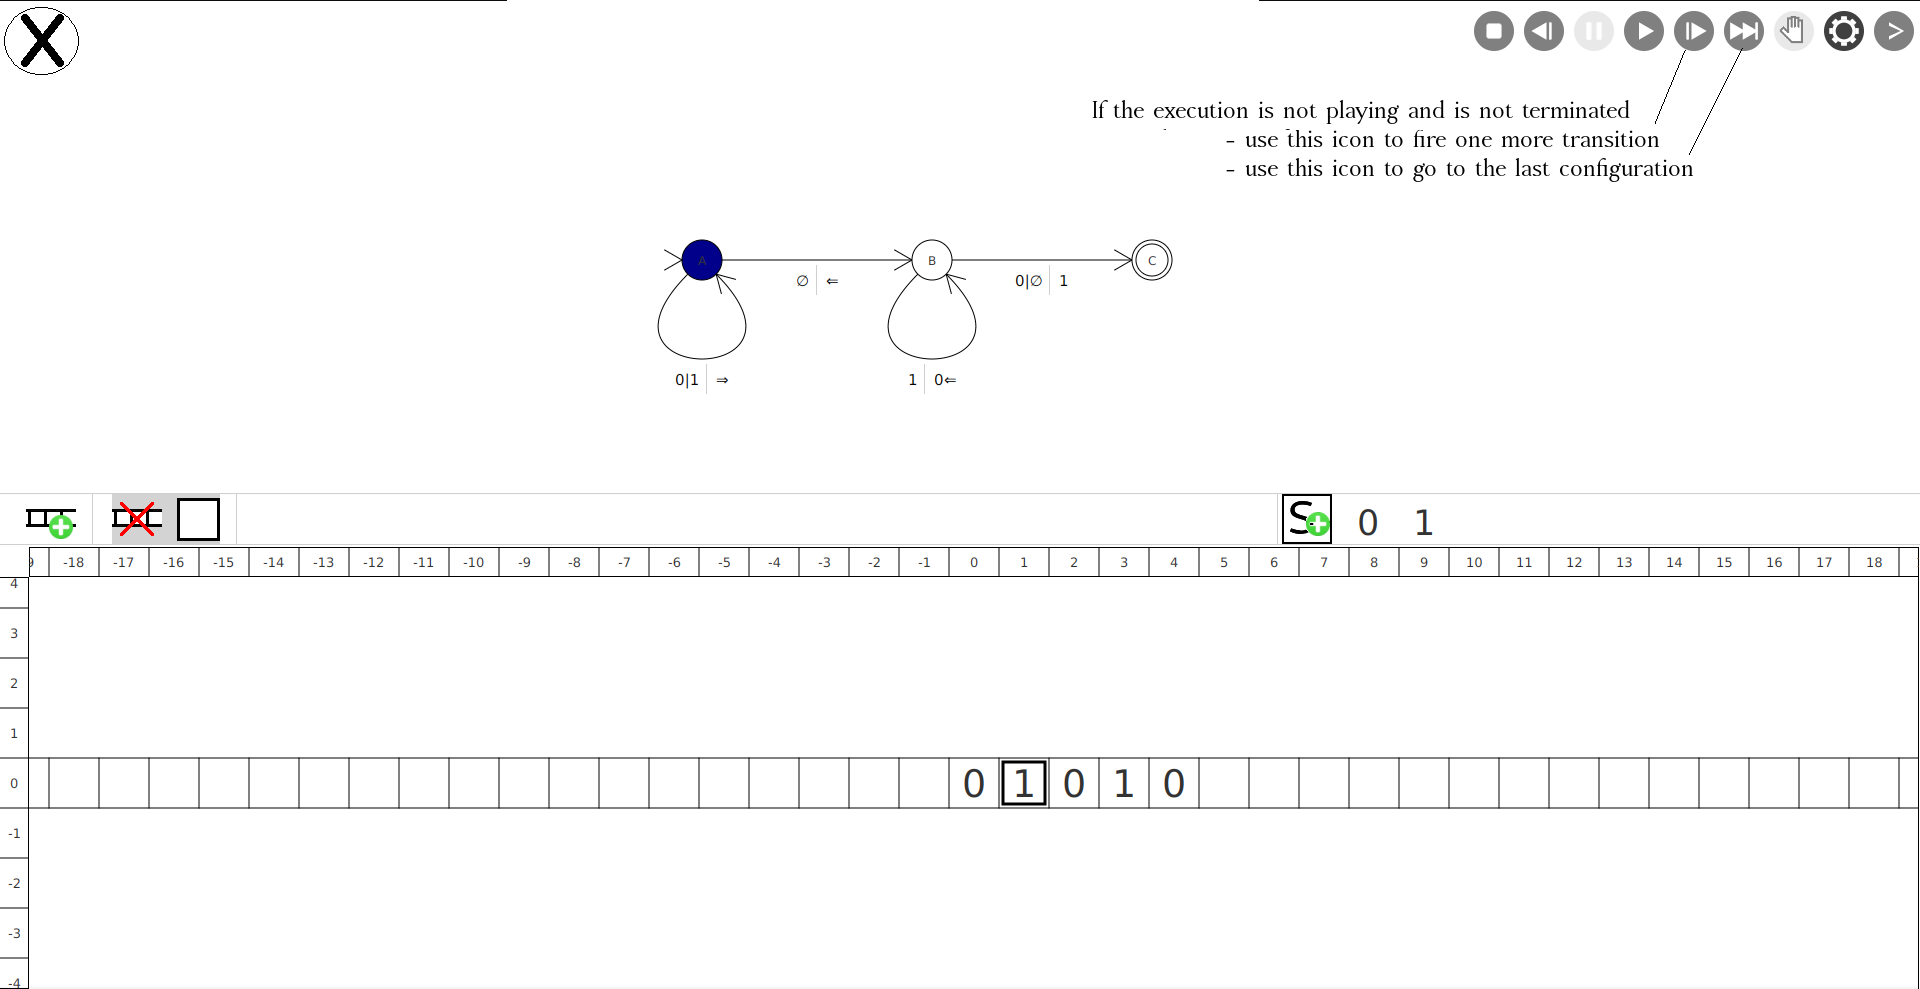 If the execution is not playing and is not terminated
- use this icon to fire one more transition
- use this icon to go to the last configuration
A B C
∅ ⇐ 0|∅ 1
0|1 ⇒ 1 0⇐
S 0 1
9 -18 -17 -16 -15 -14 -13 -12 -11 -10 -9 -8 -7 -6 -5 -4 -3 -2 -1 0 1 2 3 4 5 6 7 8 9 10 11 12 13 14 15 16 17 18
4
3
2
1
0 0 1 0 1 0
-1
-2
-3
-4